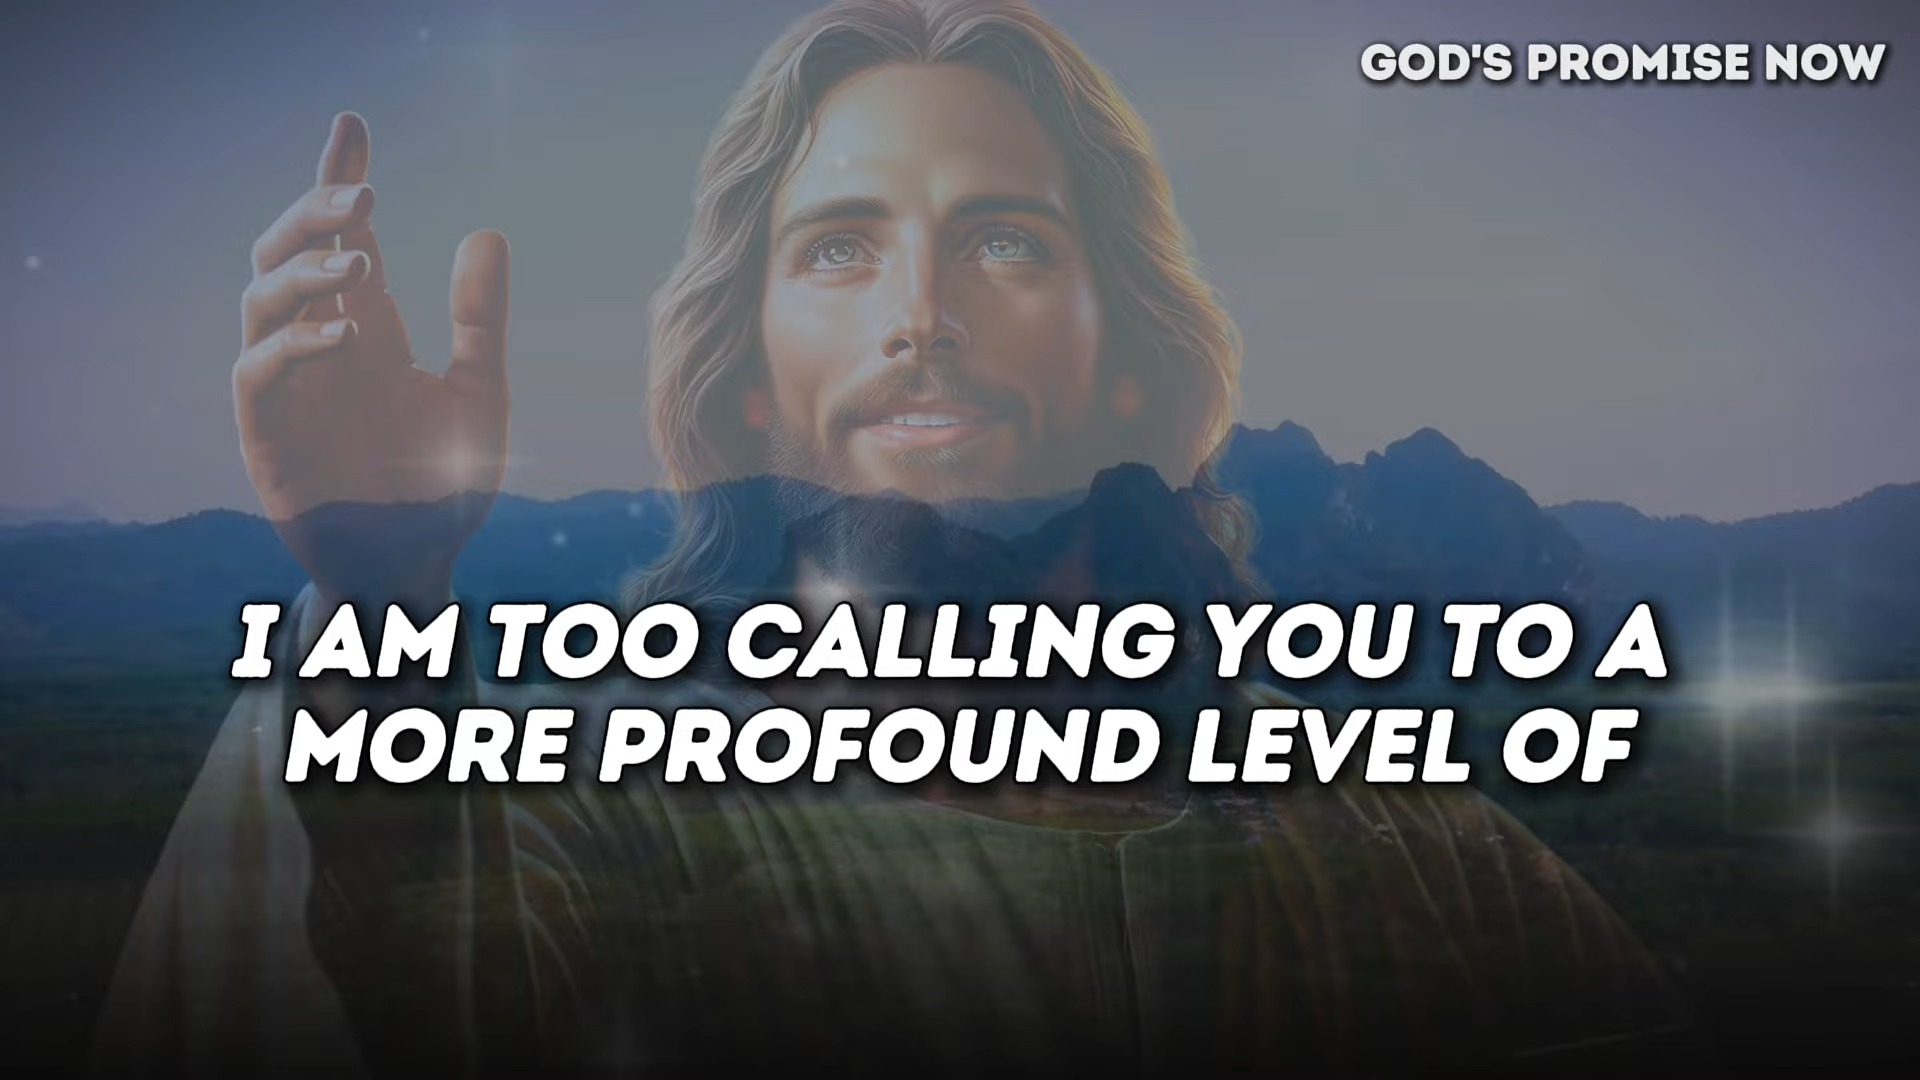 GOD'S PROMISE NOW
I AM TOO CALLING YOU TO A
MORE PROFOUND LEVEL OF